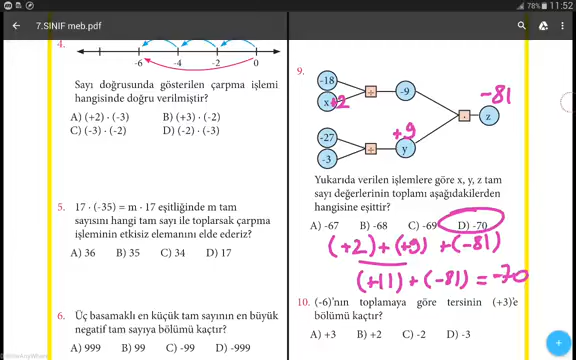 78% 11:52
7.SINIF meb.pdf
4.
-6 -4 -2 0
Sayı doğrusunda gösterilen çarpma işlemi
hangisinde doğru verilmiştir?
A) (+2) · (-3) B) (+3) · (-2)
C) (-3) · (-2) D) (-2) · (-3)
5. 17 · (-35) = m · 17 eşitliğinde m tam
sayısını hangi tam sayı ile toplarsak çarpma
işleminin etkisiz elemanını elde ederiz?
A) 36 B) 35 C) 34 D) 17
6. Üç basamaklı en küçük tam sayının en büyük
negatif tam sayıya bölümü kaçtır?
A) 999 B) 99 C) -99 D) -999
9.
-18
x +2
÷
-9
-27
-3
÷
+9
y
·
-81
z
Yukarıda verilen işlemlere göre x, y, z tam
sayı değerlerinin toplamı aşağıdakilerden
hangisine eşittir?
A) -67 B) -68 C) -69 D) -70
(+2) + (+9) + (-81)
(+11) + (-81) = -70
10. (-6)'nın toplamaya göre tersinin (+3)'e
bölümü kaçtır?
A) +3 B) +2 C) -2 D) -3